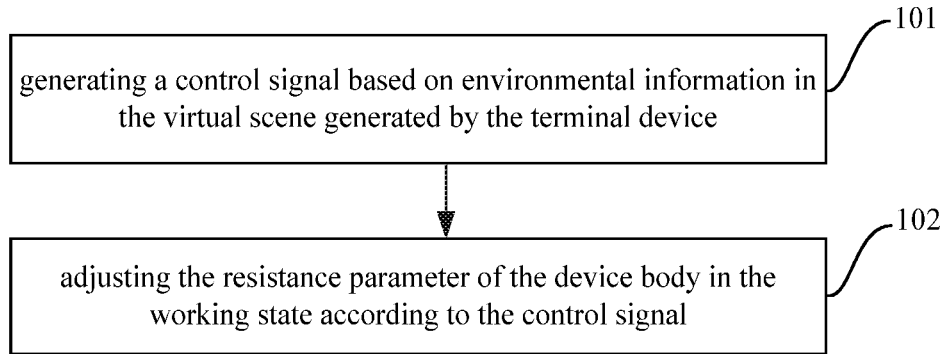 101
generating a control signal based on environmental information in
the virtual scene generated by the terminal device
102
adjusting the resistance parameter of the device body in the
working state according to the control signal